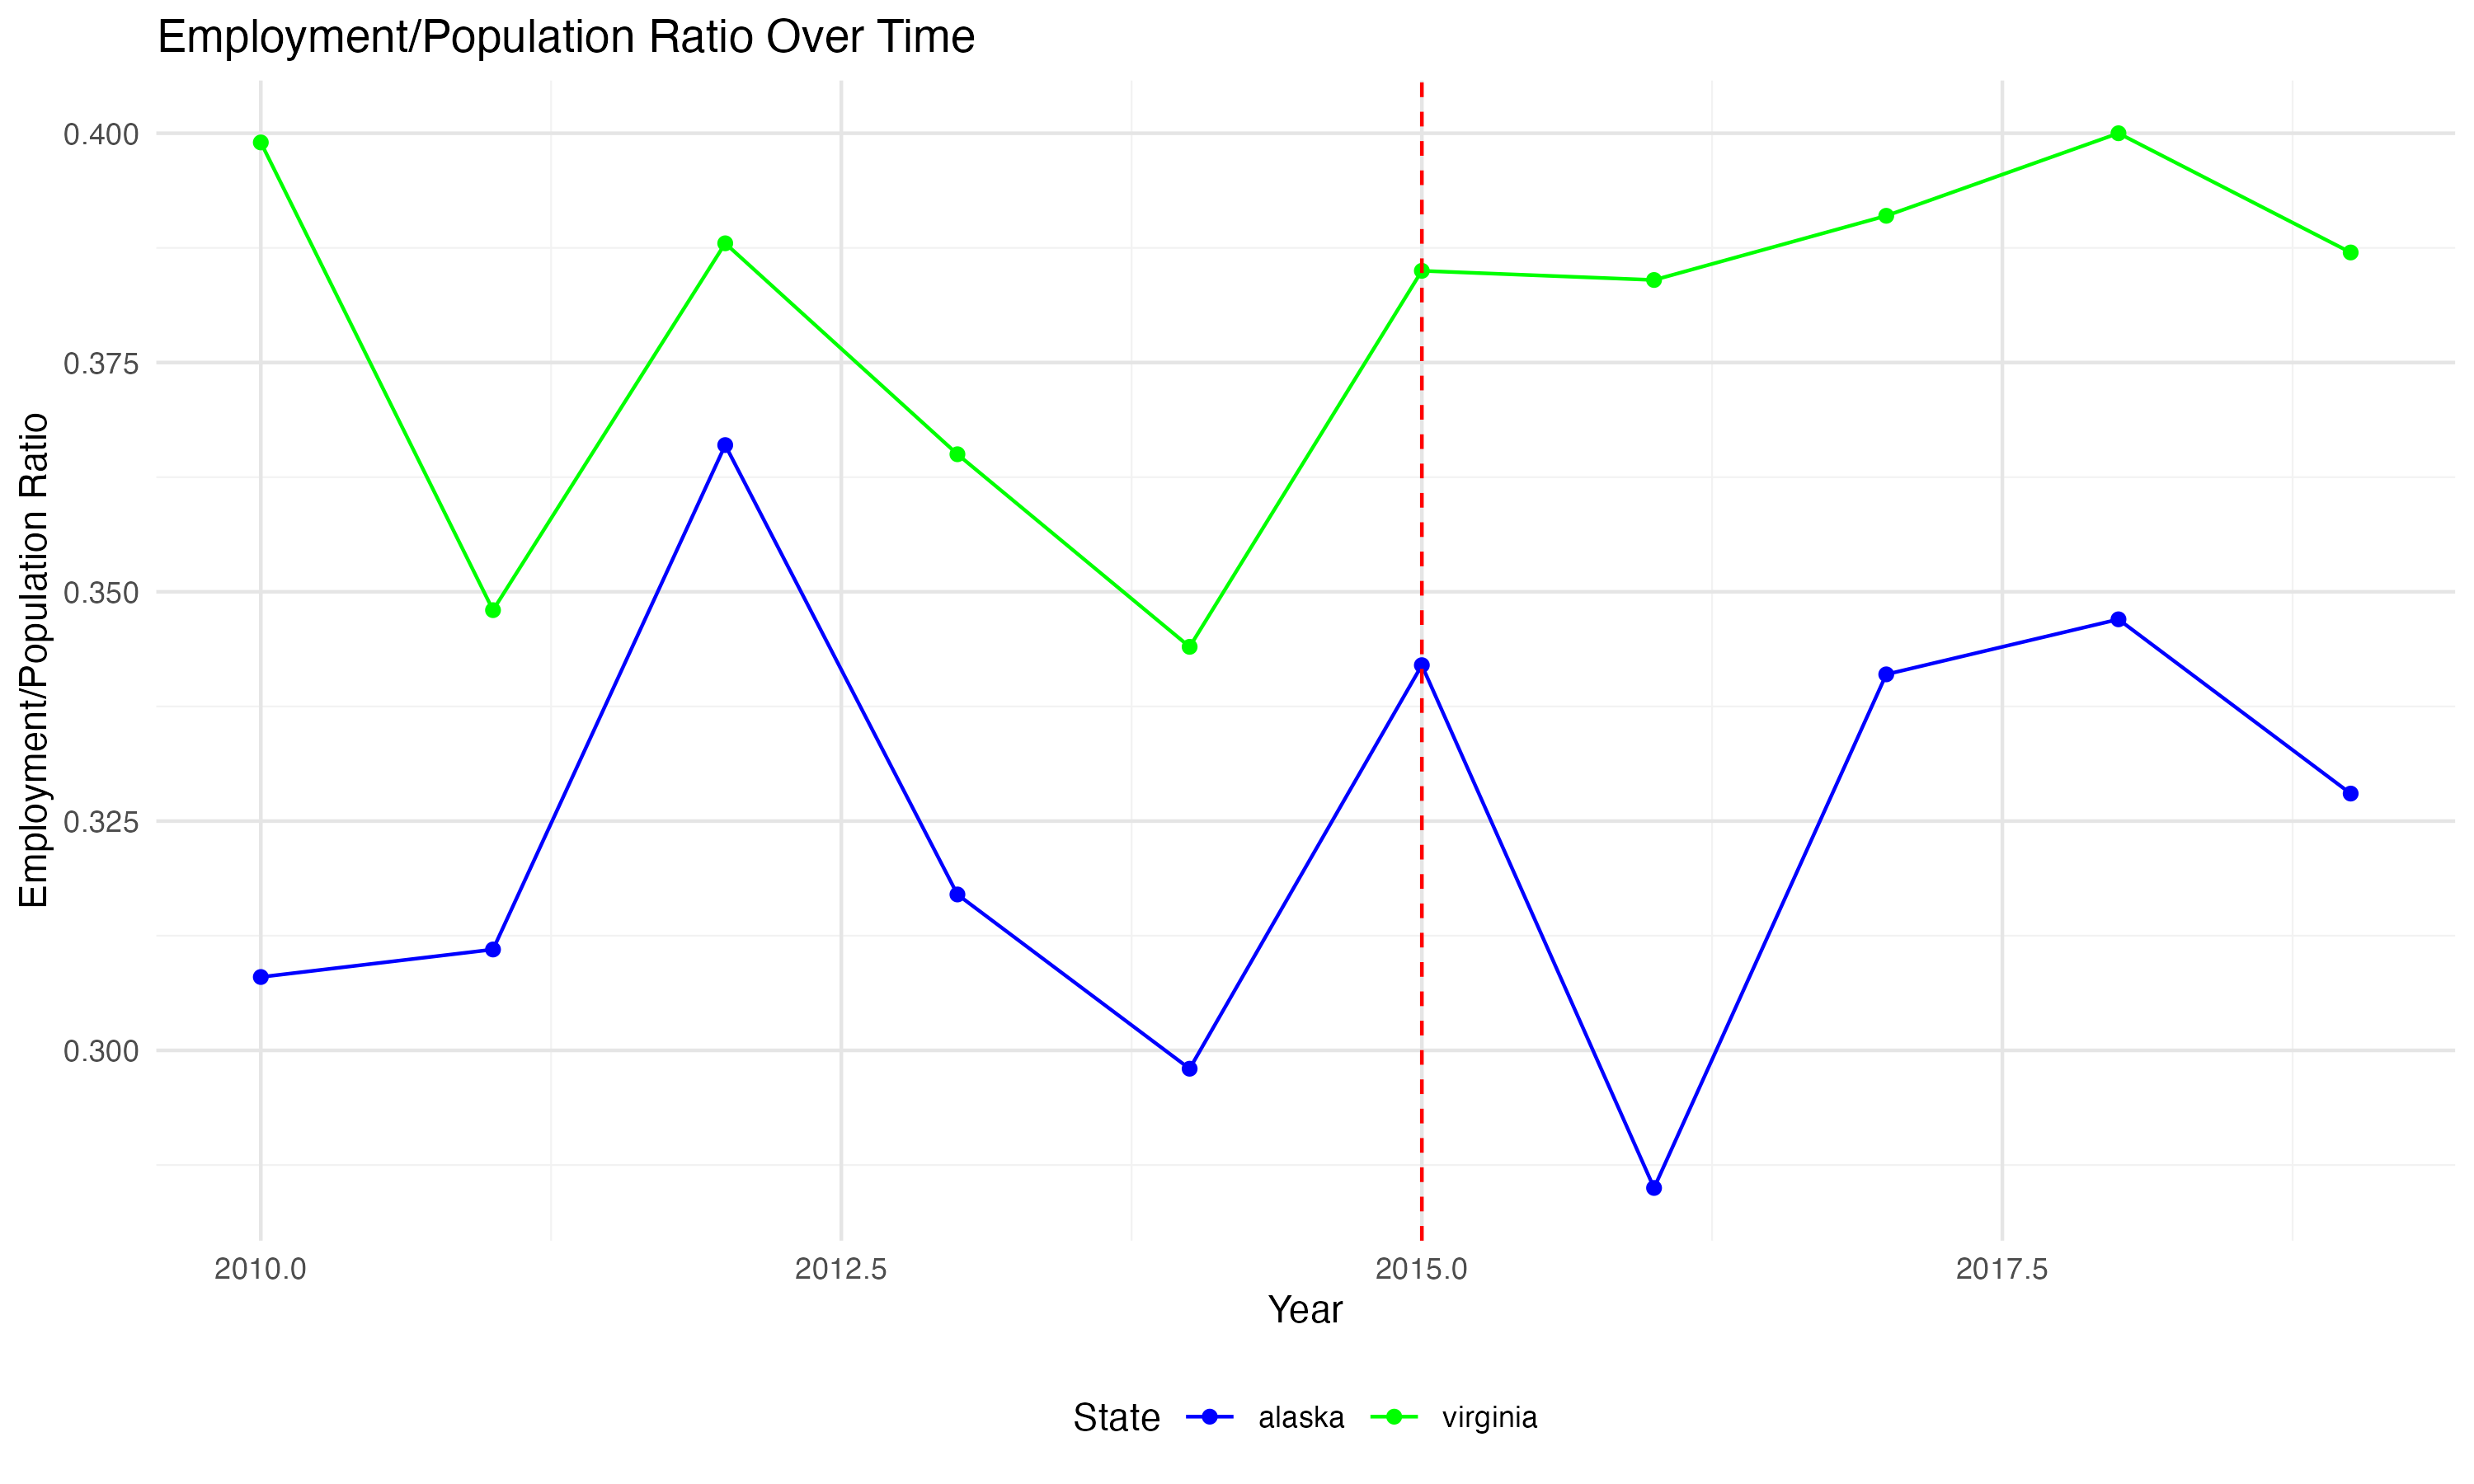 Employment/Population Ratio Over Time
Employment/Population Ratio
0.400
0.375
0.350
0.325
0.300
2010.0 2012.5 2015.0 2017.5
Year
State alaska virginia